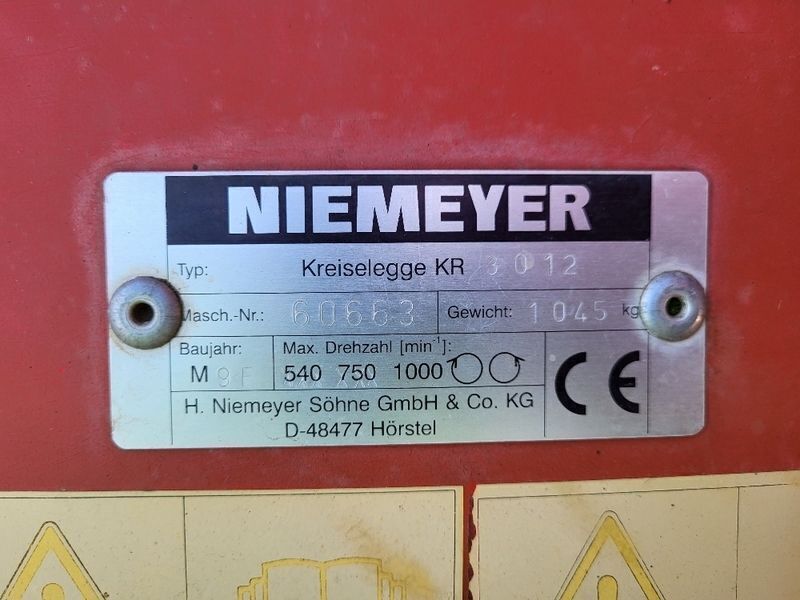 NIEMEYER
Typ: Kreiselegge KR 3012
Masch.-Nr.: 60663 Gewicht: 1045 kg
Baujahr: Max. Drehzahl [min⁻¹]:
M 540 750 1000 CE
H. Niemeyer Söhne GmbH & Co. KG
D-48477 Hörstel